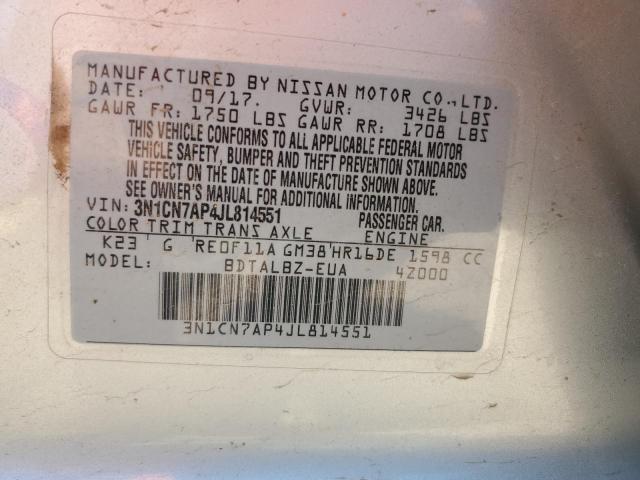 MANUFACTURED BY NISSAN MOTOR CO., LTD.
DATE: 09/17. GVWR: 3426 LBS
GAWR FR: 1750 LBS GAWR RR: 1708 LBS
THIS VEHICLE CONFORMS TO ALL APPLICABLE FEDERAL MOTOR
VEHICLE SAFETY, BUMPER AND THEFT PREVENTION STANDARDS
IN EFFECT ON THE DATE OF MANUFACTURE SHOWN ABOVE.
SEE OWNER'S MANUAL FOR ADDITIONAL INFORMATION.
VIN: 3N1CN7AP4JL814551 PASSENGER CAR.
COLOR TRIM TRANS AXLE ENGINE
K23 G RE0F11A GM38 HR16DE 1598 CC
MODEL: BDTALBZ-EUA 4Z000
3N1CN7AP4JL814551